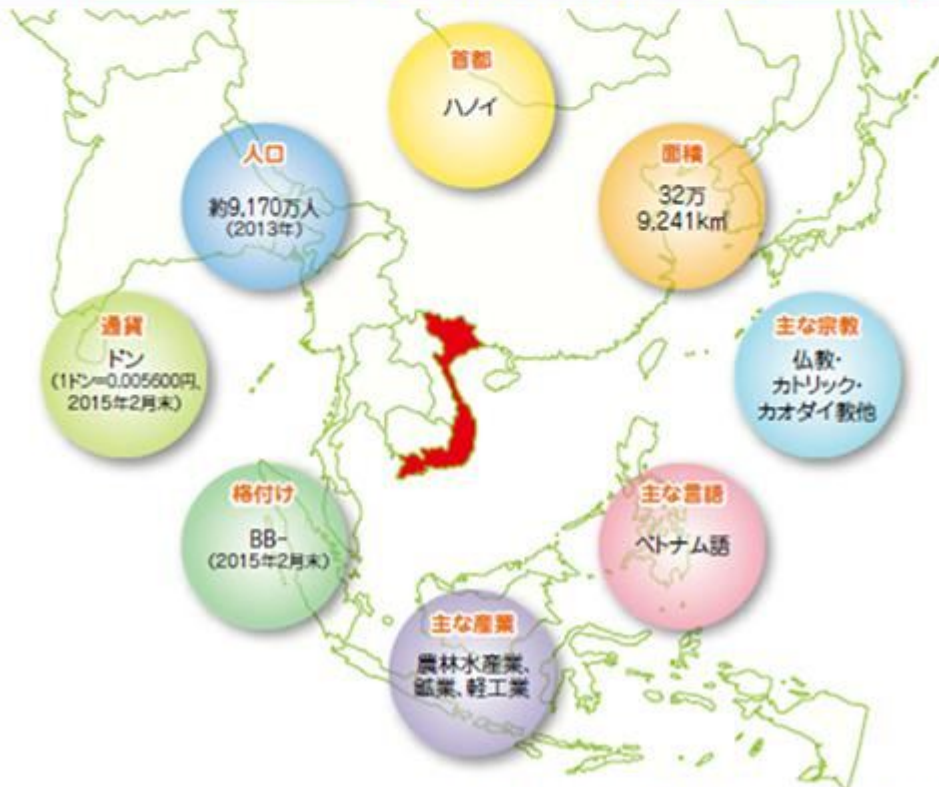 首都
ハノイ
人口
約9,170万人
(2013年)
面積
32万
9,241k㎡
通貨
ドン
(1ドン=0.005600円、
2015年2月末)
主な宗教
仏教・
カトリック・
カオダイ教他
格付け
BB-
(2015年2月末)
主な言語
ベトナム語
主な産業
農林水産業、
鉱業、軽工業